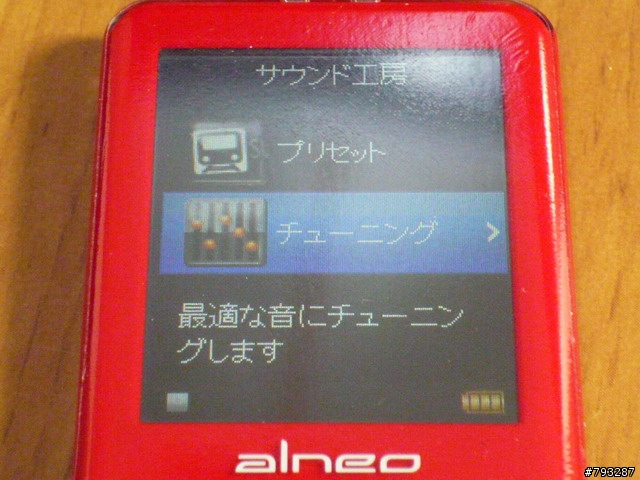 サウンド工房
プリセット
チューニング
最適な音にチューニン
グします
alneo
#793287